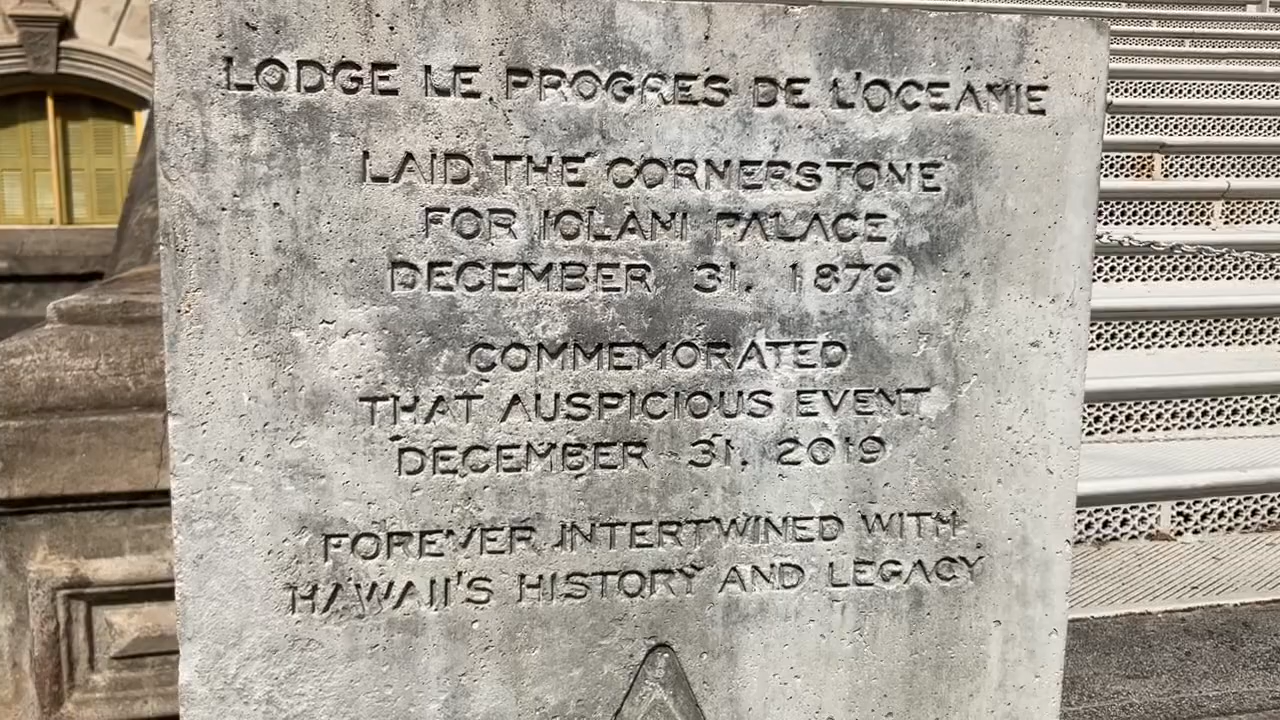 LODGE LE PROGRES DE L'OCEANIE
LAID THE CORNERSTONE
FOR IOLANI PALACE
DECEMBER 31, 1879
COMMEMORATED
THAT AUSPICIOUS EVENT
DECEMBER 31, 2019
FOREVER INTERTWINED WITH
HAWAII'S HISTORY AND LEGACY